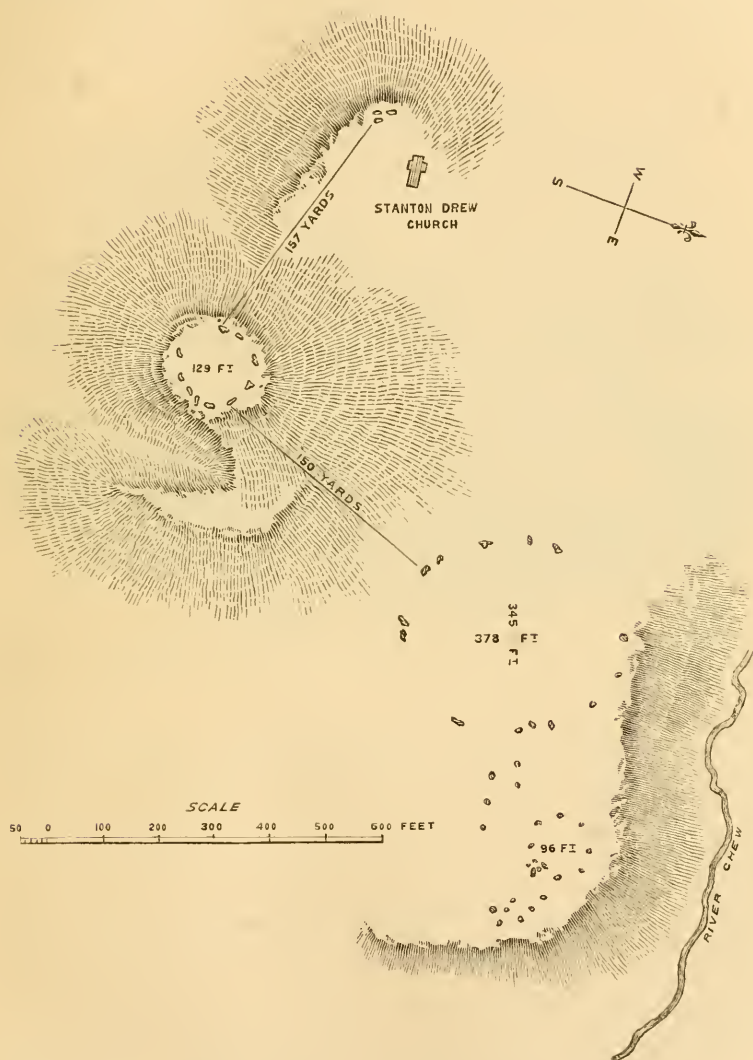 STANTON DREW
CHURCH
S
W
E
157 YARDS
129 FT
150 YARDS
345 FT
378 FT
SCALE
50 0 100 200 300 400 500 600 FEET
96 FT
RIVER CHEW